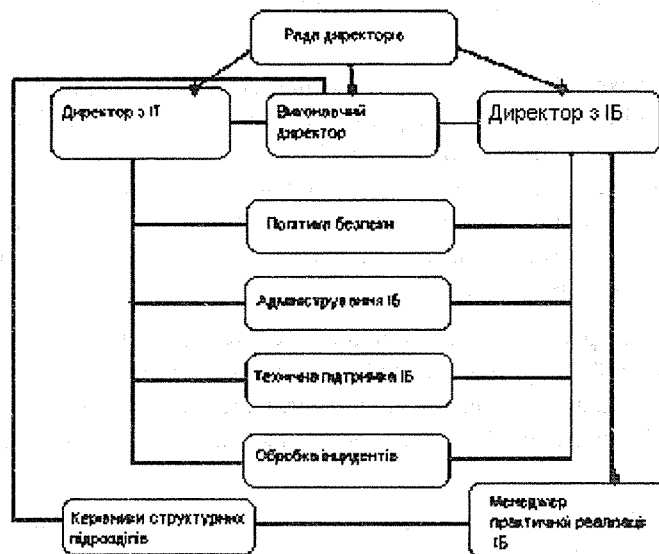 Рада директорів
Директор з ІТ
Виконавчий
директор
Директор з ІБ
Політика безпеки
Адміністрування ІБ
Технічна підтримка ІБ
Обробка інцидентів
Керівники структурних
підрозділів
Менеджер
практичної реалізації
ІБ